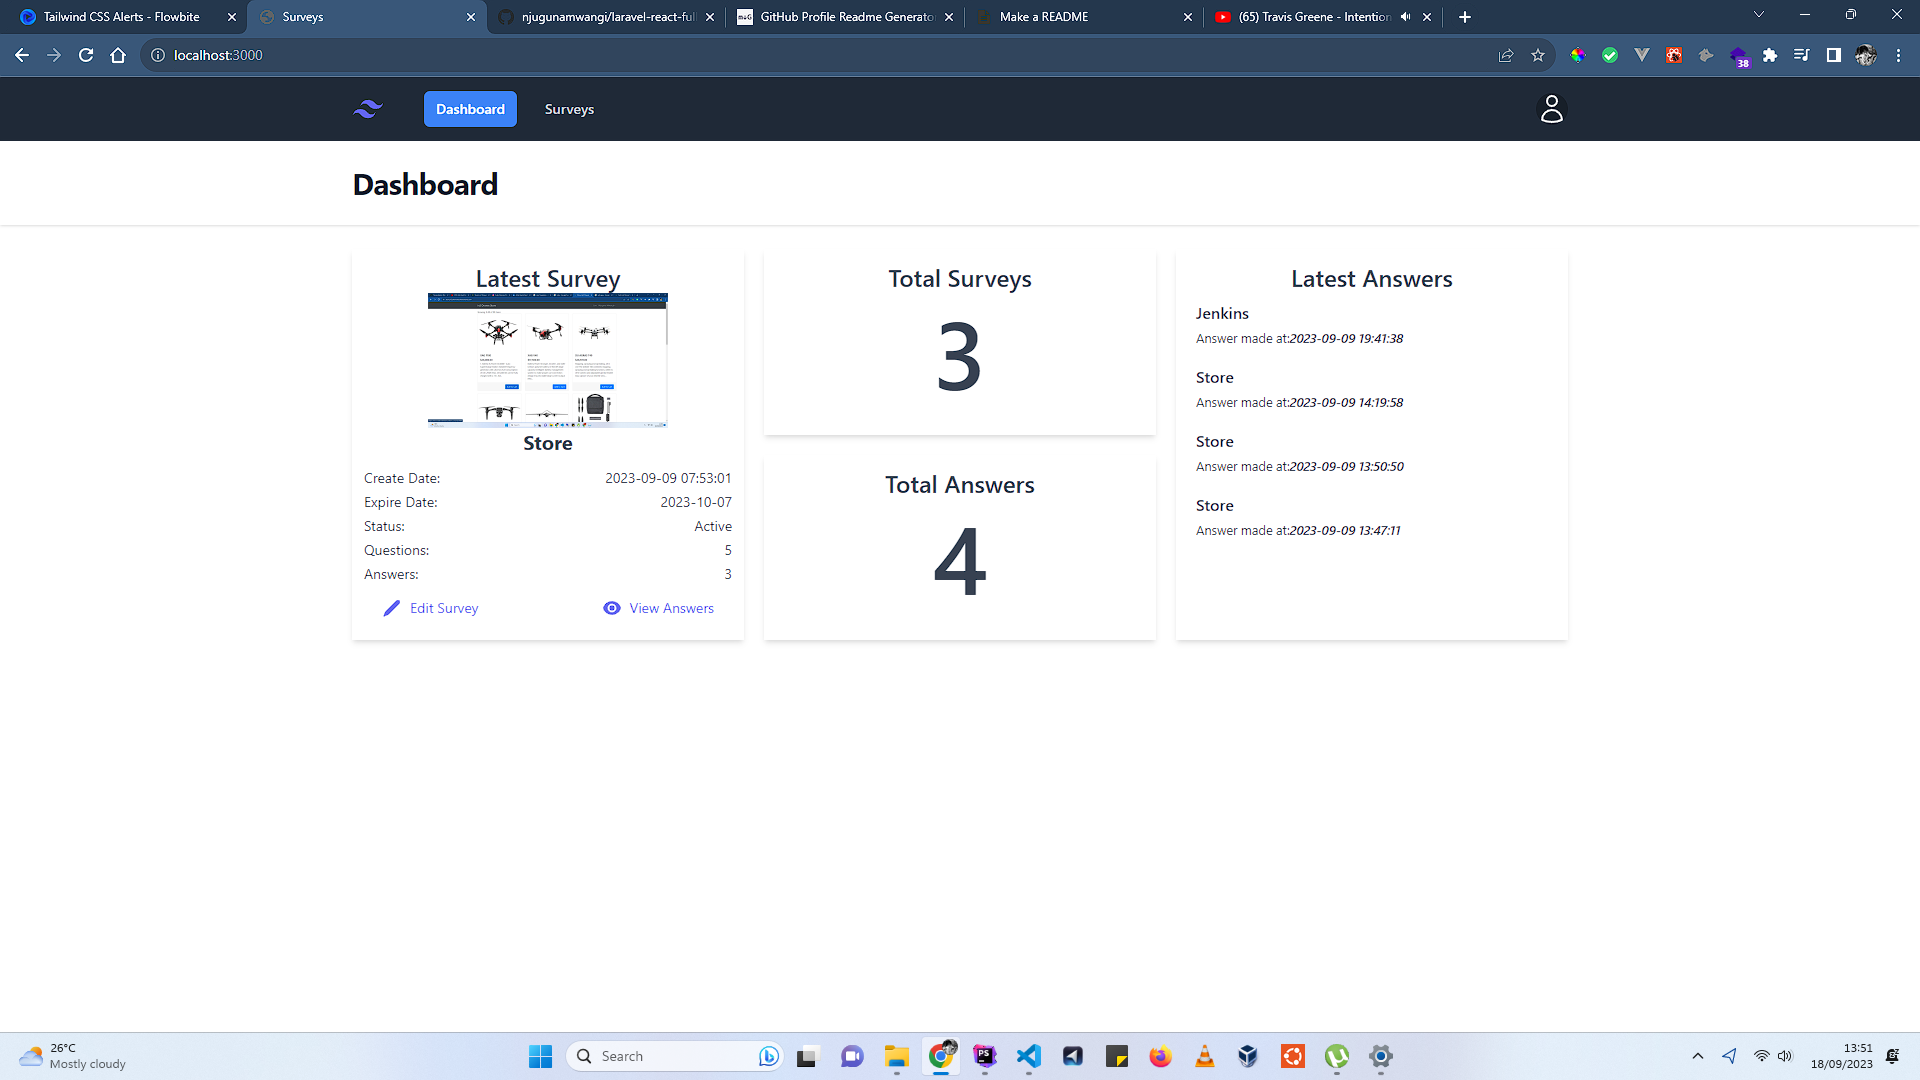 Tailwind CSS Alerts - Flowbite
Surveys
njugunamwangi/laravel-react-full
GitHub Profile Readme Generator
Make a README
(65) Travis Greene - Intention
localhost:3000
38
Dashboard
Surveys
Dashboard
Latest Survey
Store
Create Date: 2023-09-09 07:53:01
Expire Date: 2023-10-07
Status: Active
Questions: 5
Answers: 3
Edit Survey
View Answers
Total Surveys
3
Total Answers
4
Latest Answers
Jenkins
Answer made at:2023-09-09 19:41:38
Store
Answer made at:2023-09-09 14:19:58
Store
Answer made at:2023-09-09 13:50:50
Store
Answer made at:2023-09-09 13:47:11
26°C
Mostly cloudy
Search
PS
13:51
18/09/2023